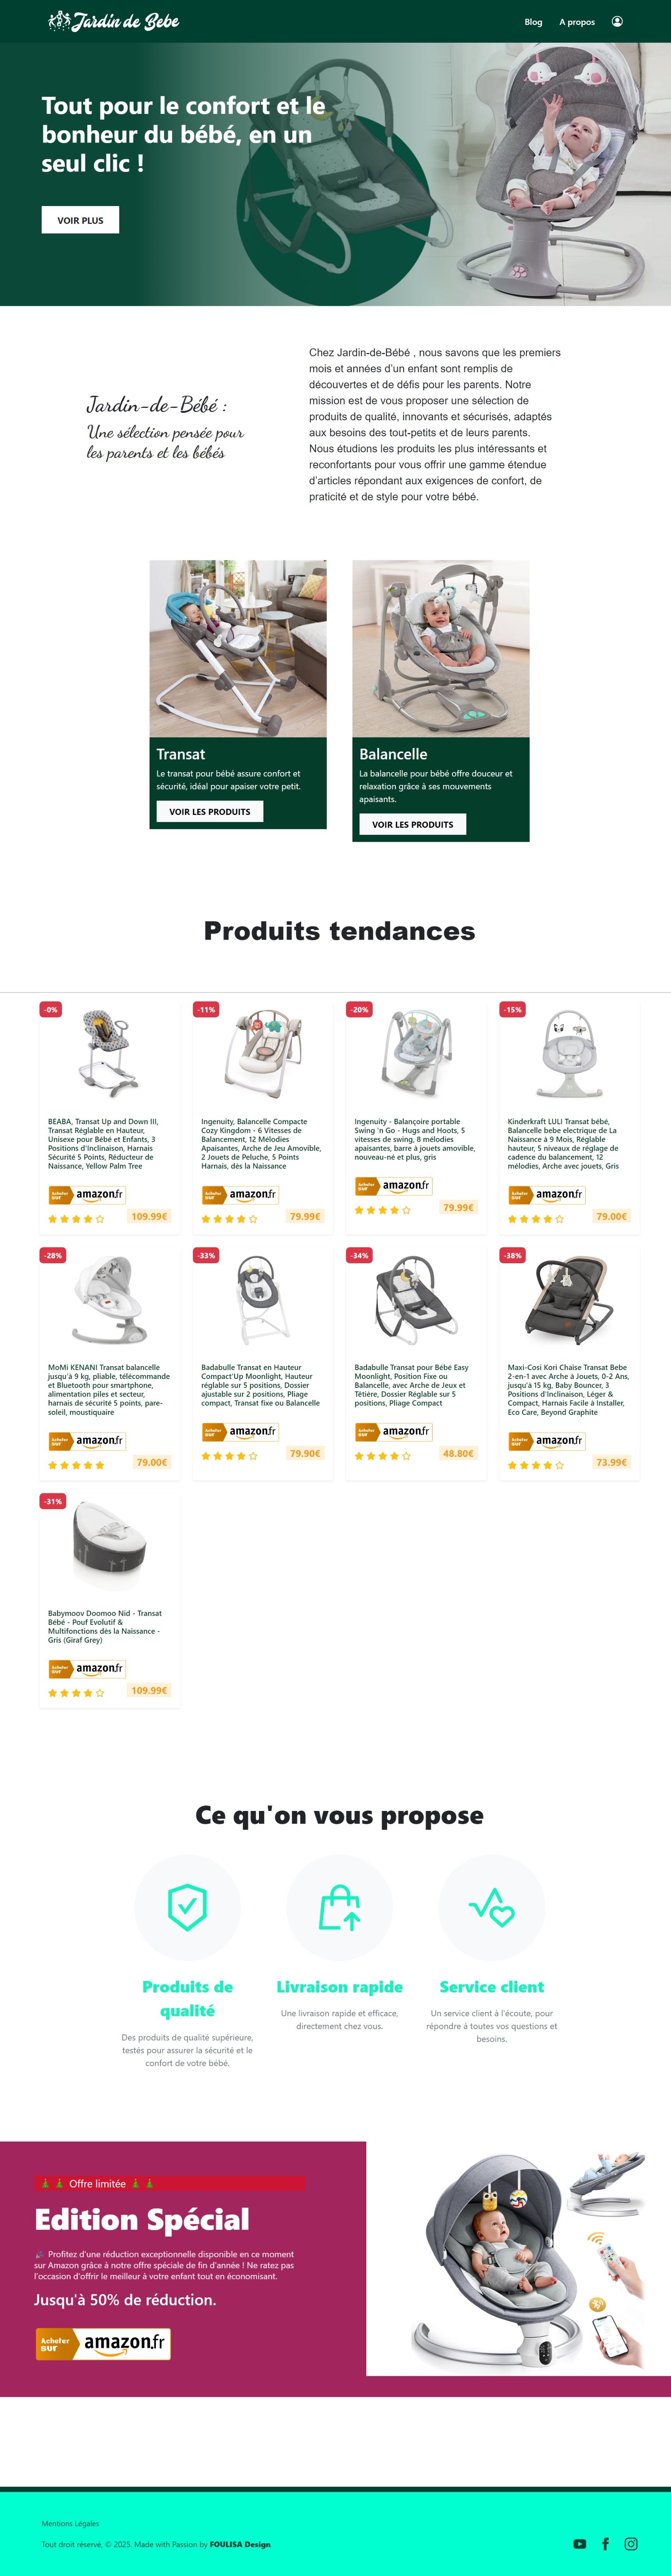 Jardin de Bebe
Blog
A propos
Tout pour le confort et le
bonheur du bébé, en un
seul clic !
VOIR PLUS
Jardin-de-Bébé :
Une sélection pensée pour
les parents et les bébés
Chez Jardin-de-Bébé , nous savons que les premiers
mois et années d'un enfant sont remplis de
découvertes et de défis pour les parents. Notre
mission est de vous proposer une sélection de
produits de qualité, innovants et sécurisés, adaptés
aux besoins des tout-petits et de leurs parents.
Nous étudions les produits les plus intéressants et
reconfortants pour vous offrir une gamme étendue
d'articles répondant aux exigences de confort, de
praticité et de style pour votre bébé.
Transat
Le transat pour bébé assure confort et
sécurité, idéal pour apaiser votre petit.
VOIR LES PRODUITS
Balancelle
La balancelle pour bébé offre douceur et
relaxation grâce à ses mouvements
apaisants.
VOIR LES PRODUITS
Produits tendances
-0%
BEABA, Transat Up and Down III,
Transat Réglable en Hauteur,
Unisexe pour Bébé et Enfants, 3
Positions d'Inclinaison, Harnais
Sécurité 5 Points, Réducteur de
Naissance, Yellow Palm Tree
Acheter
sur
amazon.fr
109.99€
-11%
Ingenuity, Balancelle Compacte
Cozy Kingdom - 6 Vitesses de
Balancement, 12 Mélodies
Apaisantes, Arche de Jeu Amovible,
2 Jouets de Peluche, 5 Points
Harnais, dès la Naissance
Acheter
sur
amazon.fr
79.99€
-20%
Ingenuity - Balançoire portable
Swing 'n Go - Hugs and Hoots, 5
vitesses de swing, 8 mélodies
apaisantes, barre à jouets amovible,
nouveau-né et plus, gris
Acheter
sur
amazon.fr
79.99€
-15%
Kinderkraft LULI Transat bébé,
Balancelle bebe electrique de La
Naissance à 9 Mois, Réglable
hauteur, 5 niveaux de réglage de
cadence du balancement, 12
mélodies, Arche avec jouets, Gris
Acheter
sur
amazon.fr
79.00€
-28%
MoMi KENANI Transat balancelle
jusqu'à 9 kg, pliable, télécommande
et Bluetooth pour smartphone,
alimentation piles et secteur,
harnais de sécurité 5 points, pare-
soleil, moustiquaire
Acheter
sur
amazon.fr
79.00€
-33%
Badabulle Transat en Hauteur
Compact'Up Moonlight, Hauteur
réglable sur 5 positions, Dossier
ajustable sur 2 positions, Pliage
compact, Transat fixe ou Balancelle
Acheter
sur
amazon.fr
79.90€
-34%
Badabulle Transat pour Bébé Easy
Moonlight, Position Fixe ou
Balancelle, avec Arche de Jeux et
Têtière, Dossier Réglable sur 5
positions, Pliage Compact
Acheter
sur
amazon.fr
48.80€
-38%
Maxi-Cosi Kori Chaise Transat Bebe
2-en-1 avec Arche à Jouets, 0-2 Ans,
jusqu'à 15 kg, Baby Bouncer, 3
Positions d'Inclinaison, Léger &
Compact, Harnais Facile à Installer,
Eco Care, Beyond Graphite
Acheter
sur
amazon.fr
73.99€
-31%
Babymoov Doomoo Nid - Transat
Bébé - Pouf Evolutif &
Multifonctions dès la Naissance -
Gris (Giraf Grey)
Acheter
sur
amazon.fr
109.99€
Ce qu'on vous propose
Produits de
qualité
Des produits de qualité supérieure,
testés pour assurer la sécurité et le
confort de votre bébé.
Livraison rapide
Une livraison rapide et efficace,
directement chez vous.
Service client
Un service client à l'écoute, pour
répondre à toutes vos questions et
besoins.
Offre limitée
Edition Spécial
Profitez d'une réduction exceptionnelle disponible en ce moment
sur Amazon grâce à notre offre spéciale de fin d'année ! Ne ratez pas
l'occasion d'offrir le meilleur à votre enfant tout en économisant.
Jusqu'à 50% de réduction.
Acheter
sur
amazon.fr
Mentions Légales
Tout droit réservé, © 2025. Made with Passion by FOULISA Design.